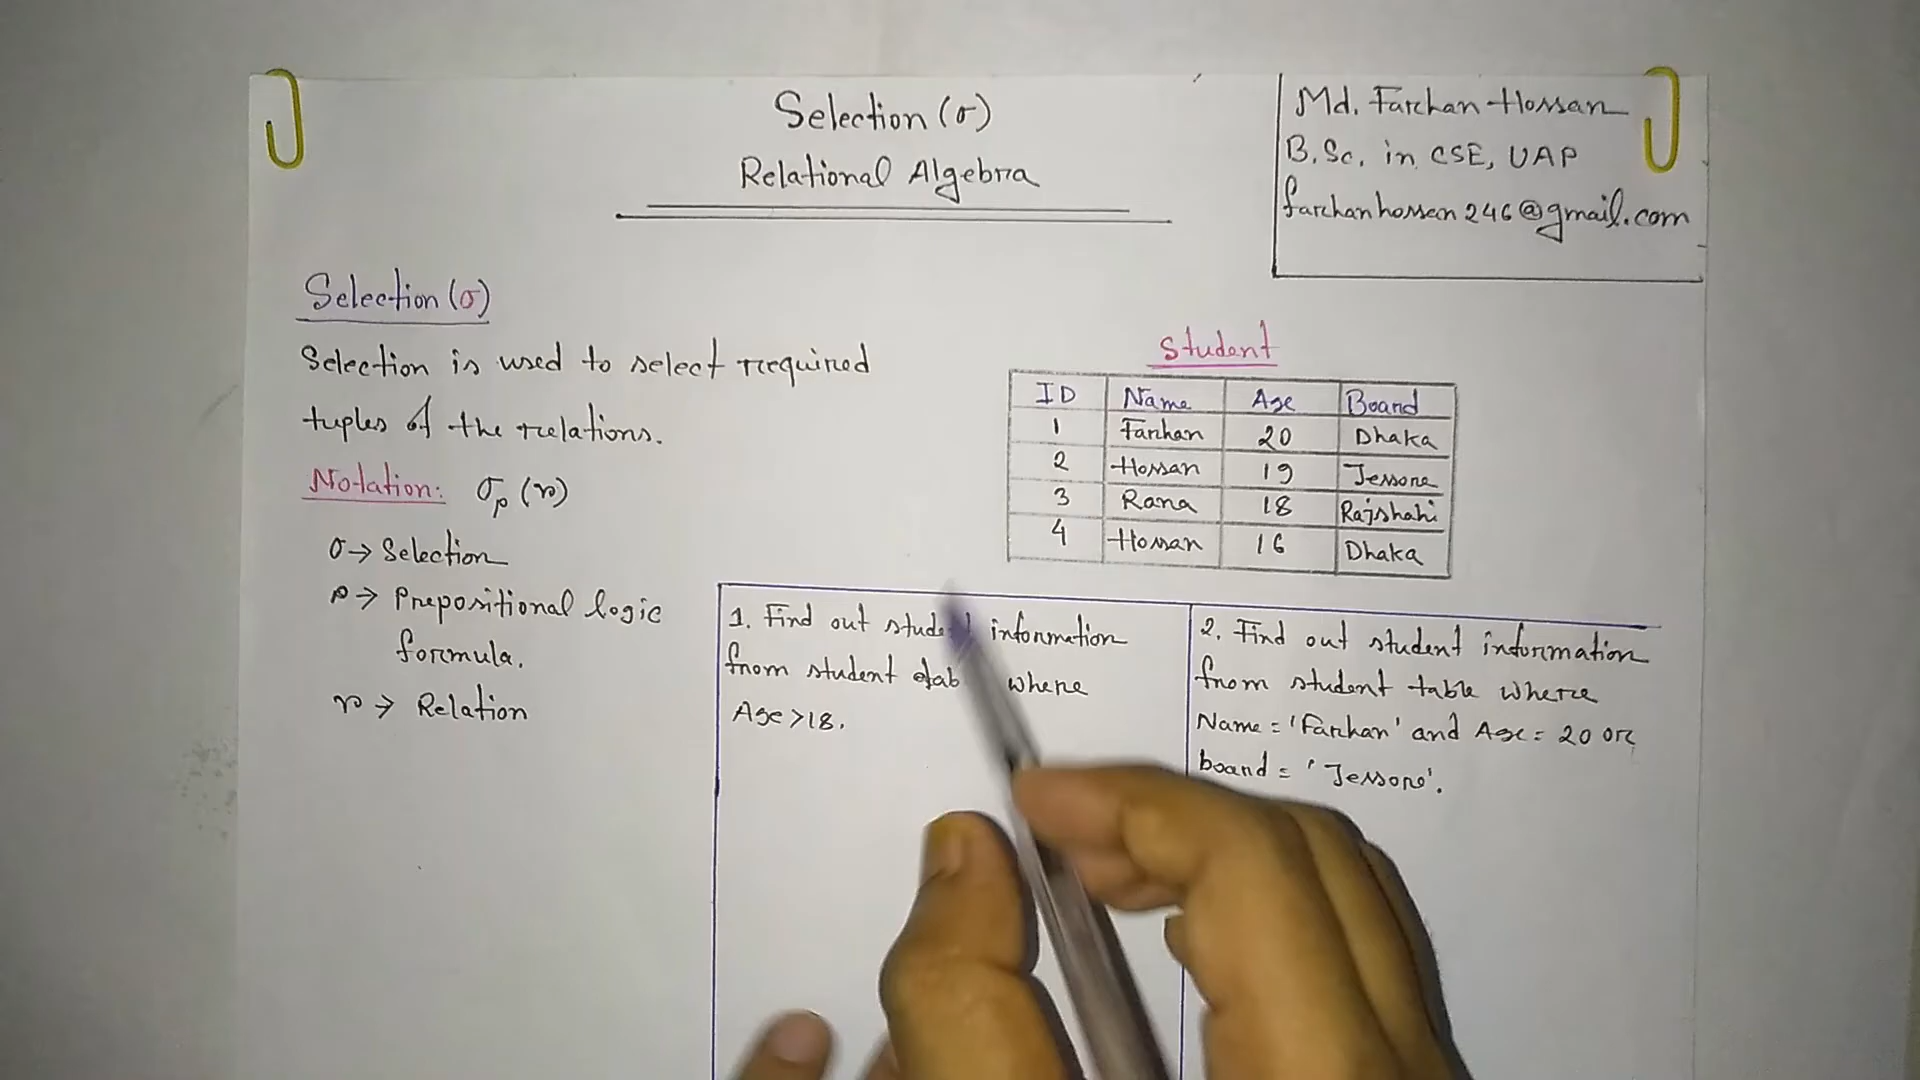 Selection (σ)
Relational Algebra
Md. Farhan Hossan
B.Sc. in CSE, UAP
farhanhossan246@gmail.com
Selection (σ)
Selection is used to select required
tuples of the relations.
Notation: σp (r)
σ → Selection
p → Prepositional logic
formula.
r → Relation
Student
ID Name Age Board
1 Farhan 20 Dhaka
2 Hossan 19 Jessore
3 Rana 18 Rajshahi
4 Hossan 16 Dhaka
1. Find out student information
from student where
Age > 18.
2. Find out student information
from student table where
Name = 'Farhan' and Age = 20 or
board = 'Jessore'.